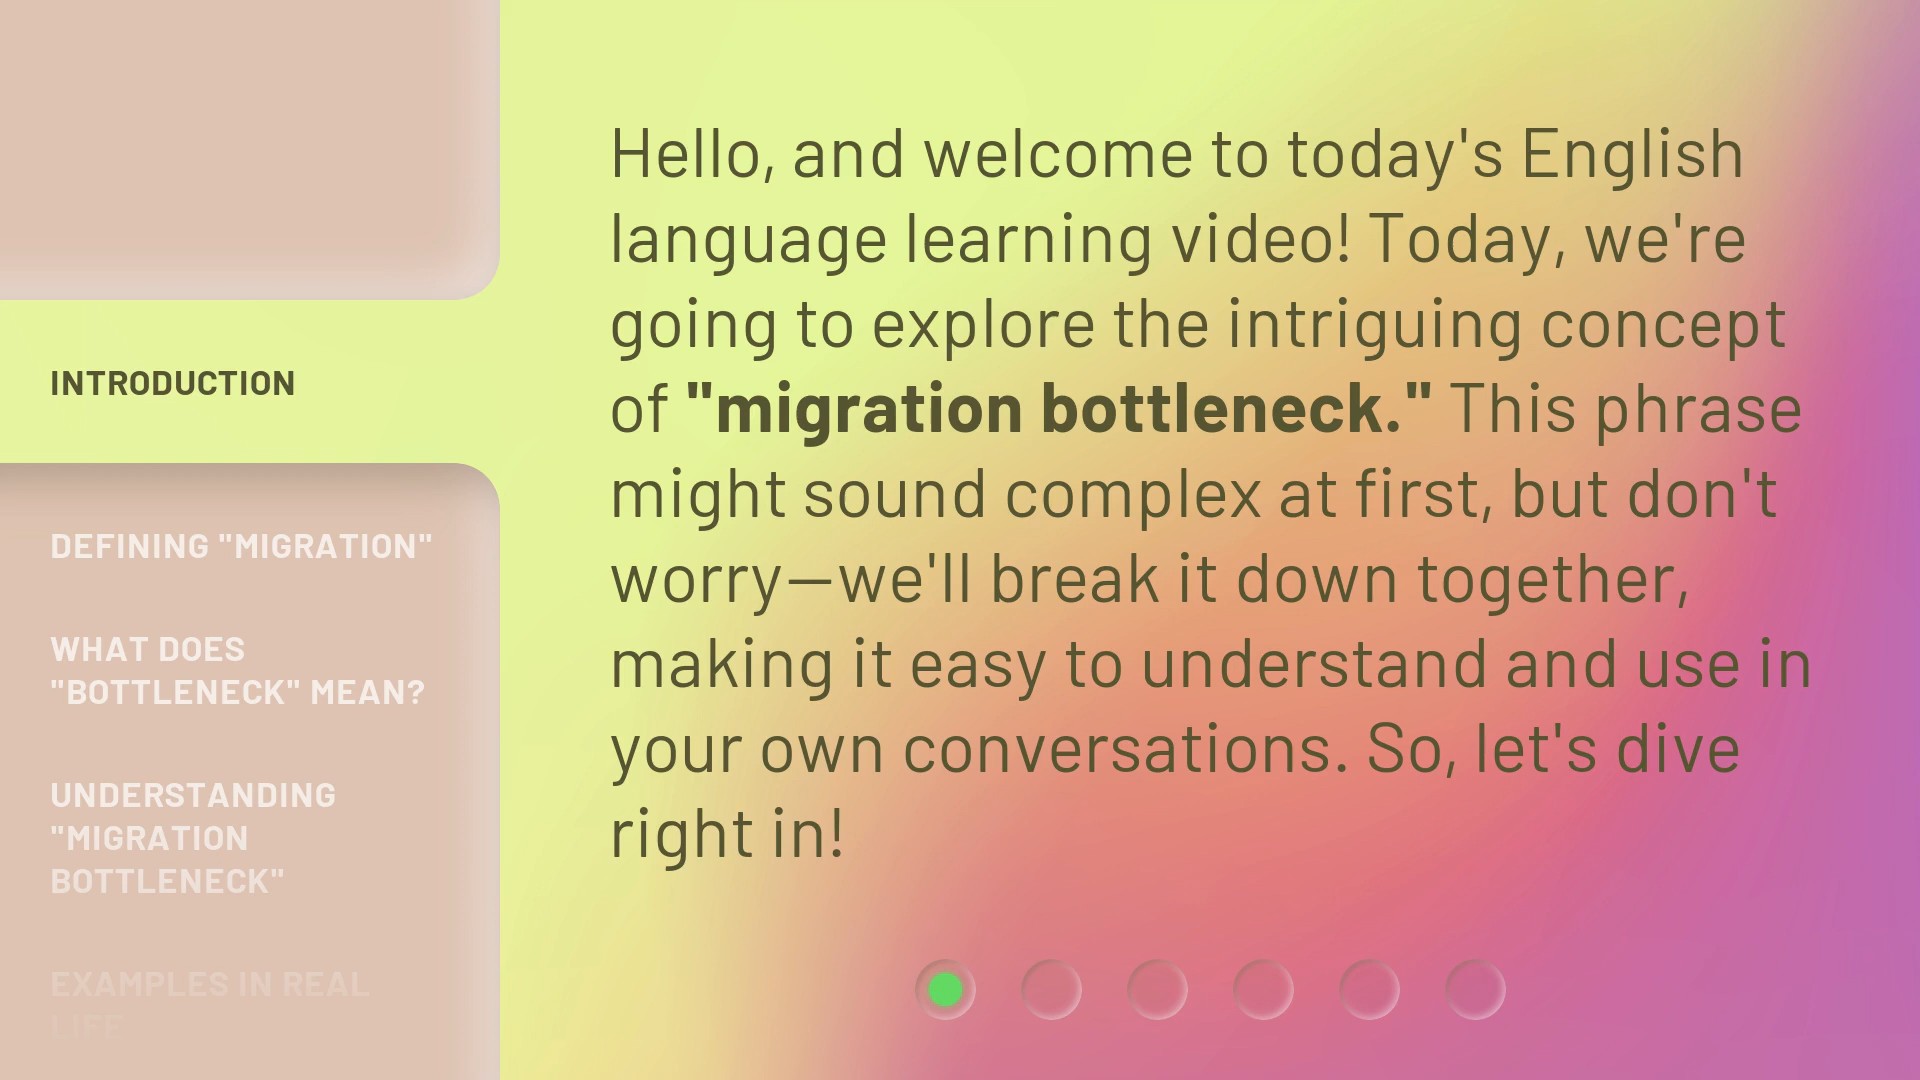 INTRODUCTION
DEFINING "MIGRATION"
WHAT DOES
"BOTTLENECK" MEAN?
UNDERSTANDING
"MIGRATION
BOTTLENECK"
EXAMPLES IN REAL
LIFE
Hello, and welcome to today's English
language learning video! Today, we're
going to explore the intriguing concept
of "migration bottleneck." This phrase
might sound complex at first, but don't
worry—we'll break it down together,
making it easy to understand and use in
your own conversations. So, let's dive
right in!